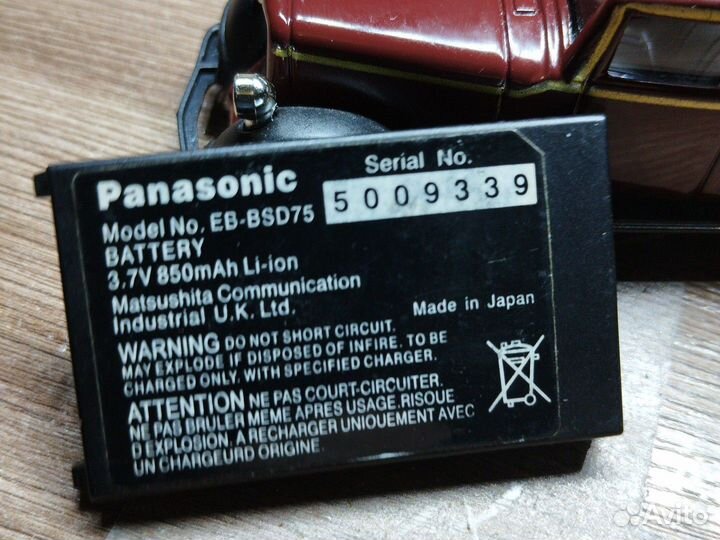 Panasonic
Serial No.
5009339
Model No. EB-BSD75
BATTERY
3.7V 850mAh Li-ion
Matsushita Communication
Industrial U.K. Ltd.
Made in Japan
WARNING DO NOT SHORT CIRCUIT.
MAY EXPLODE IF DISPOSED OF INFIRE. TO BE
CHARGED ONLY. WITH SPECIFIED CHARGER.
ATTENTION NE PAS COURT-CIRCUITER.
NE PAS BRULER MEME APRES USAGE. RISOUE
D'EXPLOSION. A RECHARGER UNIQUEMENT AVEC
UN CHARGEURD ORIGINE.
Avito